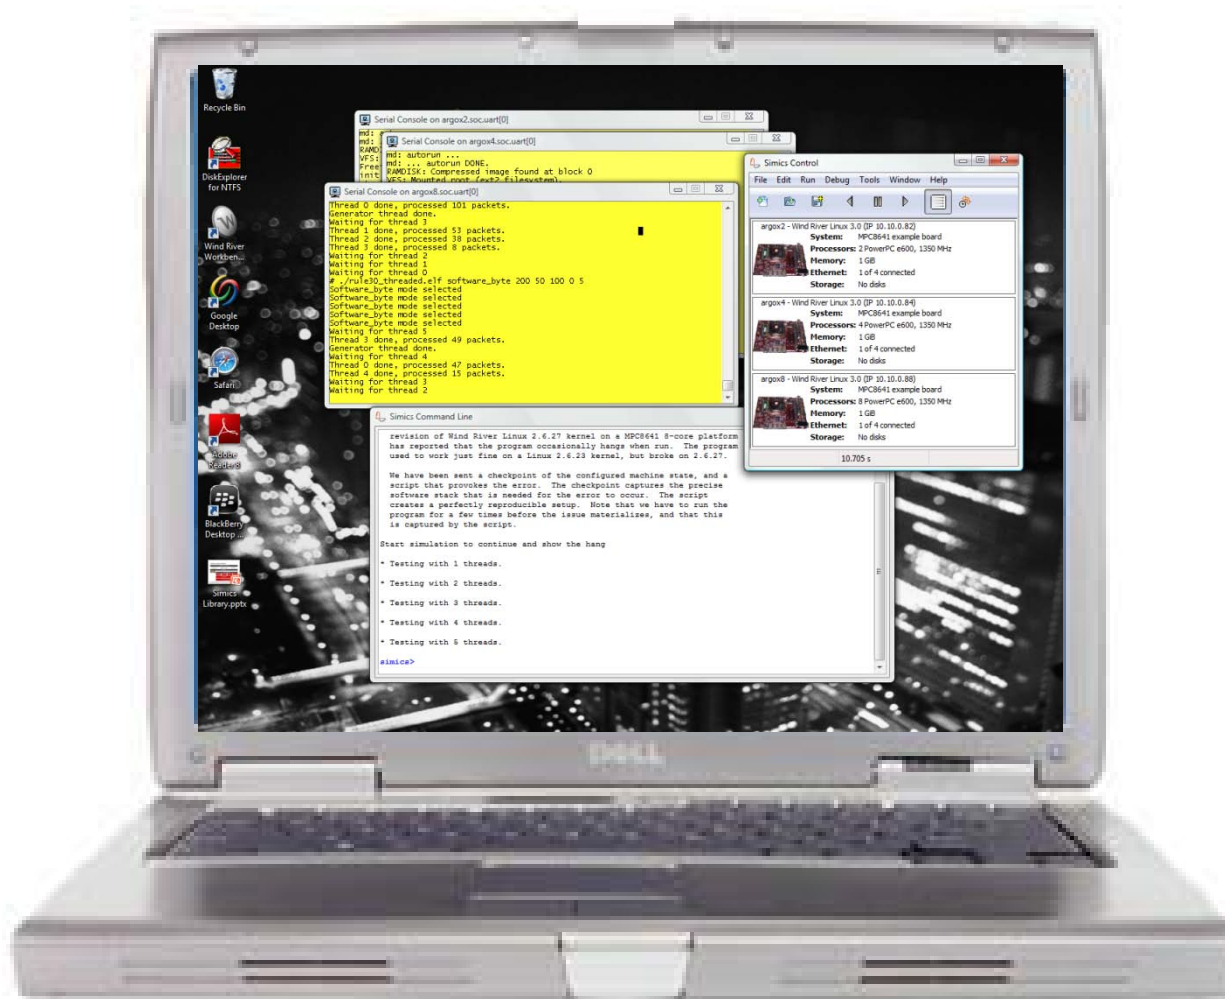 Recycle Bin
DiskExplorer
for NTFS
Wind River
Workben...
Google
Desktop
Safari
Adobe
Reader 8
BlackBerry
Desktop ...
Simics
Library.pptx
Serial Console on argox2.soc.uart[0]
md:
md:
RAMD
VFS:
Free
init
Serial Console on argox4.soc.uart[0]
md: autorun ...
md: ... autorun DONE.
RAMDISK: Compressed image found at block 0
VFS: Mounted root (ext2 filesystem).
Serial Console on argox8.soc.uart[0]
Thread 0 done, processed 101 packets.
Generator thread done.
Waiting for thread 3
Thread 1 done, processed 53 packets.
Thread 2 done, processed 38 packets.
Thread 3 done, processed 8 packets.
Waiting for thread 2
Waiting for thread 1
Waiting for thread 0
# ./rule30_threaded.elf software_byte 200 50 100 0 5
Software_byte mode selected
Software_byte mode selected
Software_byte mode selected
Software_byte mode selected
Software_byte mode selected
Waiting for thread 5
Thread 3 done, processed 49 packets.
Generator thread done.
Waiting for thread 4
Thread 0 done, processed 47 packets.
Thread 4 done, processed 15 packets.
Waiting for thread 3
Waiting for thread 2
Simics Control
File Edit Run Debug Tools Window Help
argox2 - Wind River Linux 3.0 (IP 10.10.0.82)
System: MPC8641 example board
Processors: 2 PowerPC e600, 1350 MHz
Memory: 1 GB
Ethernet: 1 of 4 connected
Storage: No disks
argox4 - Wind River Linux 3.0 (IP 10.10.0.84)
System: MPC8641 example board
Processors: 4 PowerPC e600, 1350 MHz
Memory: 1 GB
Ethernet: 1 of 4 connected
Storage: No disks
argox8 - Wind River Linux 3.0 (IP 10.10.0.88)
System: MPC8641 example board
Processors: 8 PowerPC e600, 1350 MHz
Memory: 1 GB
Ethernet: 1 of 4 connected
Storage: No disks
10.705 s
Simics Command Line
revision of Wind River Linux 2.6.27 kernel on a MPC8641 8-core platform
has reported that the program occasionally hangs when run. The program
used to work just fine on a Linux 2.6.23 kernel, but broke on 2.6.27.
We have been sent a checkpoint of the configured machine state, and a
script that provokes the error. The checkpoint captures the precise
software stack that is needed for the error to occur. The script
creates a perfectly reproducible setup. Note that we have to run the
program for a few times before the issue materializes, and that this
is captured by the script.
Start simulation to continue and show the hang
* Testing with 1 threads.
* Testing with 2 threads.
* Testing with 3 threads.
* Testing with 4 threads.
* Testing with 5 threads.
simics>
DELL